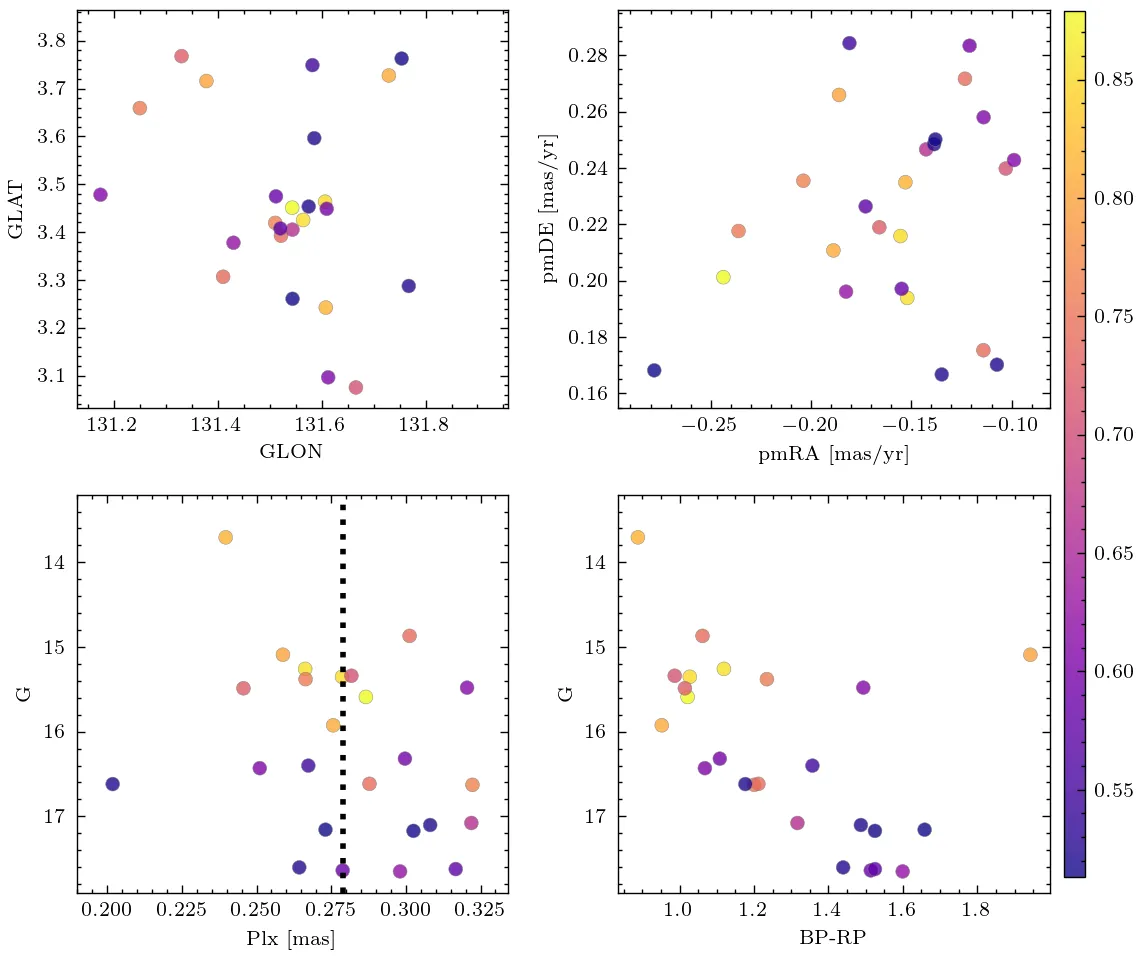 3.8
3.7
3.6
3.5
3.4
3.3
3.2
3.1
GLAT
131.2 131.4 131.6 131.8
GLON
0.28
0.26
0.24
0.22
0.20
0.18
0.16
pmDE [mas/yr]
−0.25 −0.20 −0.15 −0.10
pmRA [mas/yr]
14
15
16
17
G
0.200 0.225 0.250 0.275 0.300 0.325
Plx [mas]
14
15
16
17
G
1.0 1.2 1.4 1.6 1.8
BP-RP
0.85
0.80
0.75
0.70
0.65
0.60
0.55